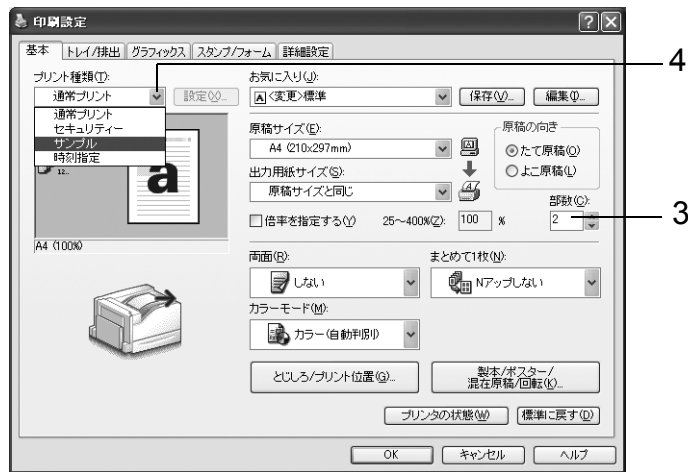 印刷設定
基本 トレイ/排出 グラフィックス スタンプ/フォーム 詳細設定
プリント種類(T):
通常プリント 設定(X)...
通常プリント
セキュリティー
サンプル
時刻指定
12..
a
A4 (100%)
お気に入り(J):
A <変更>標準 保存(V)... 編集(I)...
原稿サイズ(E):
A4 (210x297mm)
出力用紙サイズ(S):
原稿サイズと同じ
原稿の向き
たて原稿(O)
よこ原稿(L)
倍率を指定する(Y) 25~400%(Z): 100 %
部数(C):
2
両面(R):
しない
まとめて1枚(N):
Nアップしない
カラーモード(M):
カラー(自動判別)
とじしろ/プリント位置(G)...
製本/ポスター/
混在原稿/回転(K)...
プリンタの状態(W) 標準に戻す(D)
OK キャンセル ヘルプ
4
3